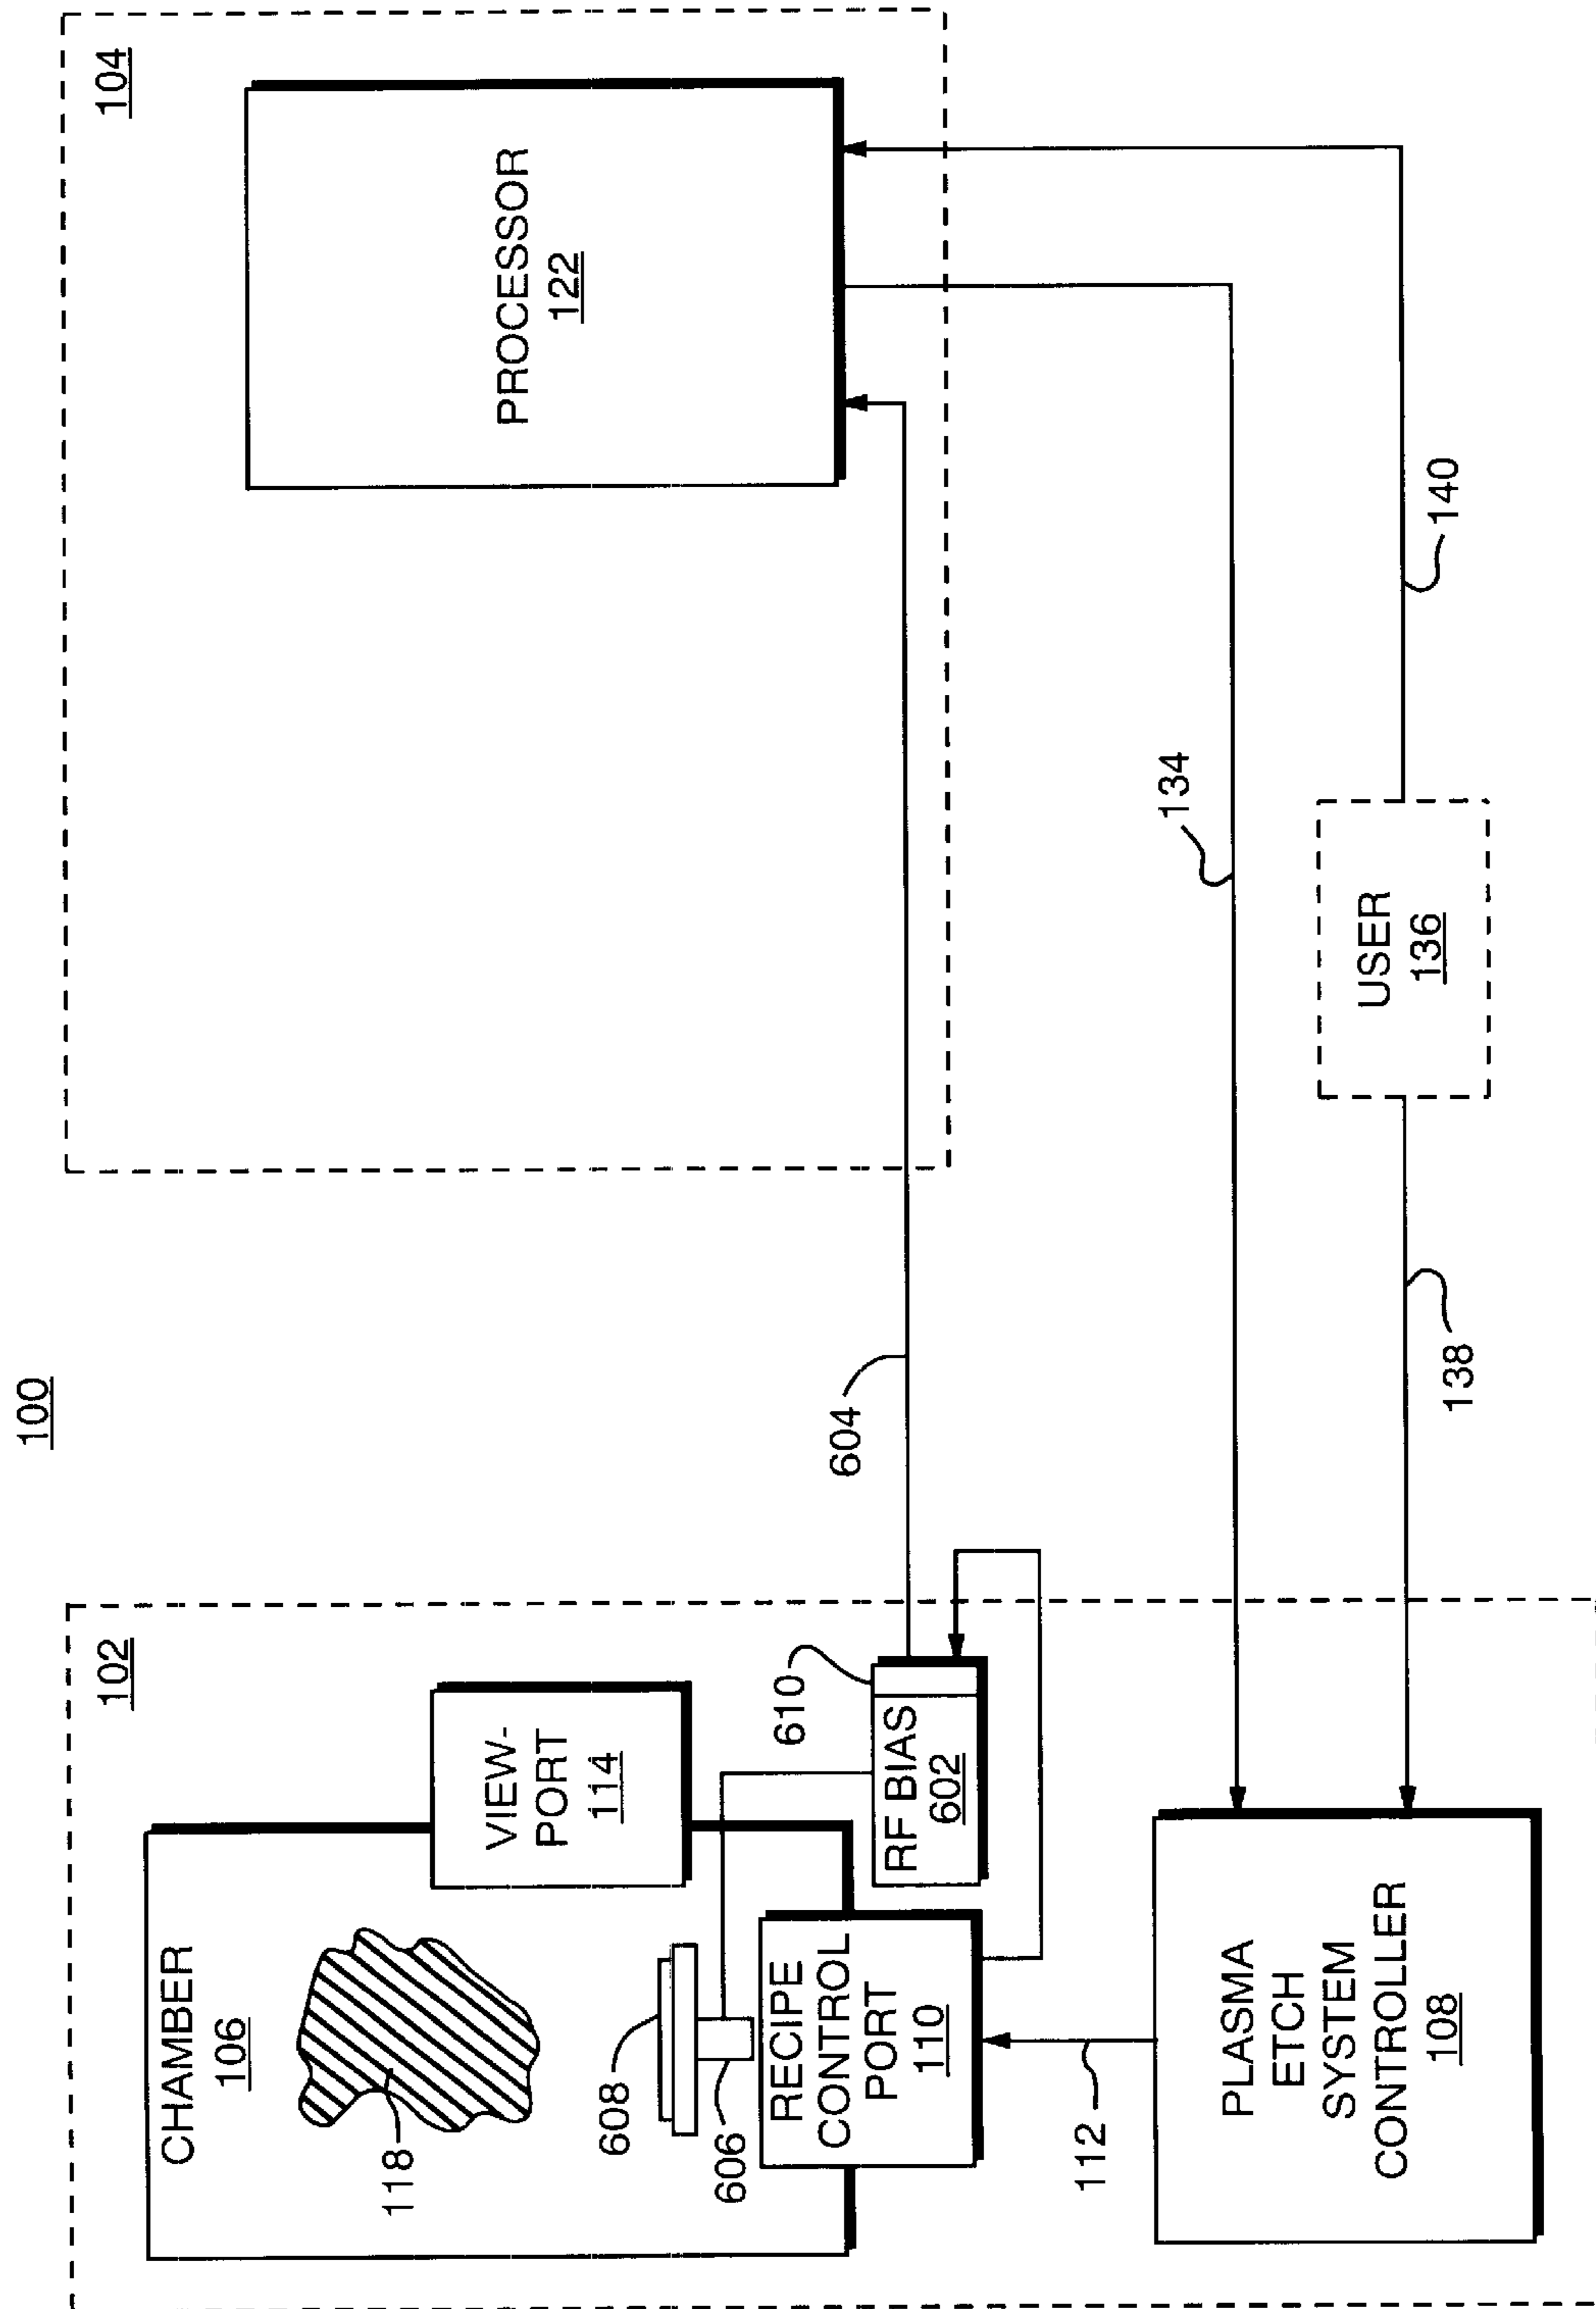 100
102
CHAMBER
106
118
VIEW-
PORT
114
608
606
RECIPE
CONTROL
PORT
110
610
RF BIAS
602
112
PLASMA
ETCH
SYSTEM
CONTROLLER
108
604
104
PROCESSOR
122
134
USER
136
138
140